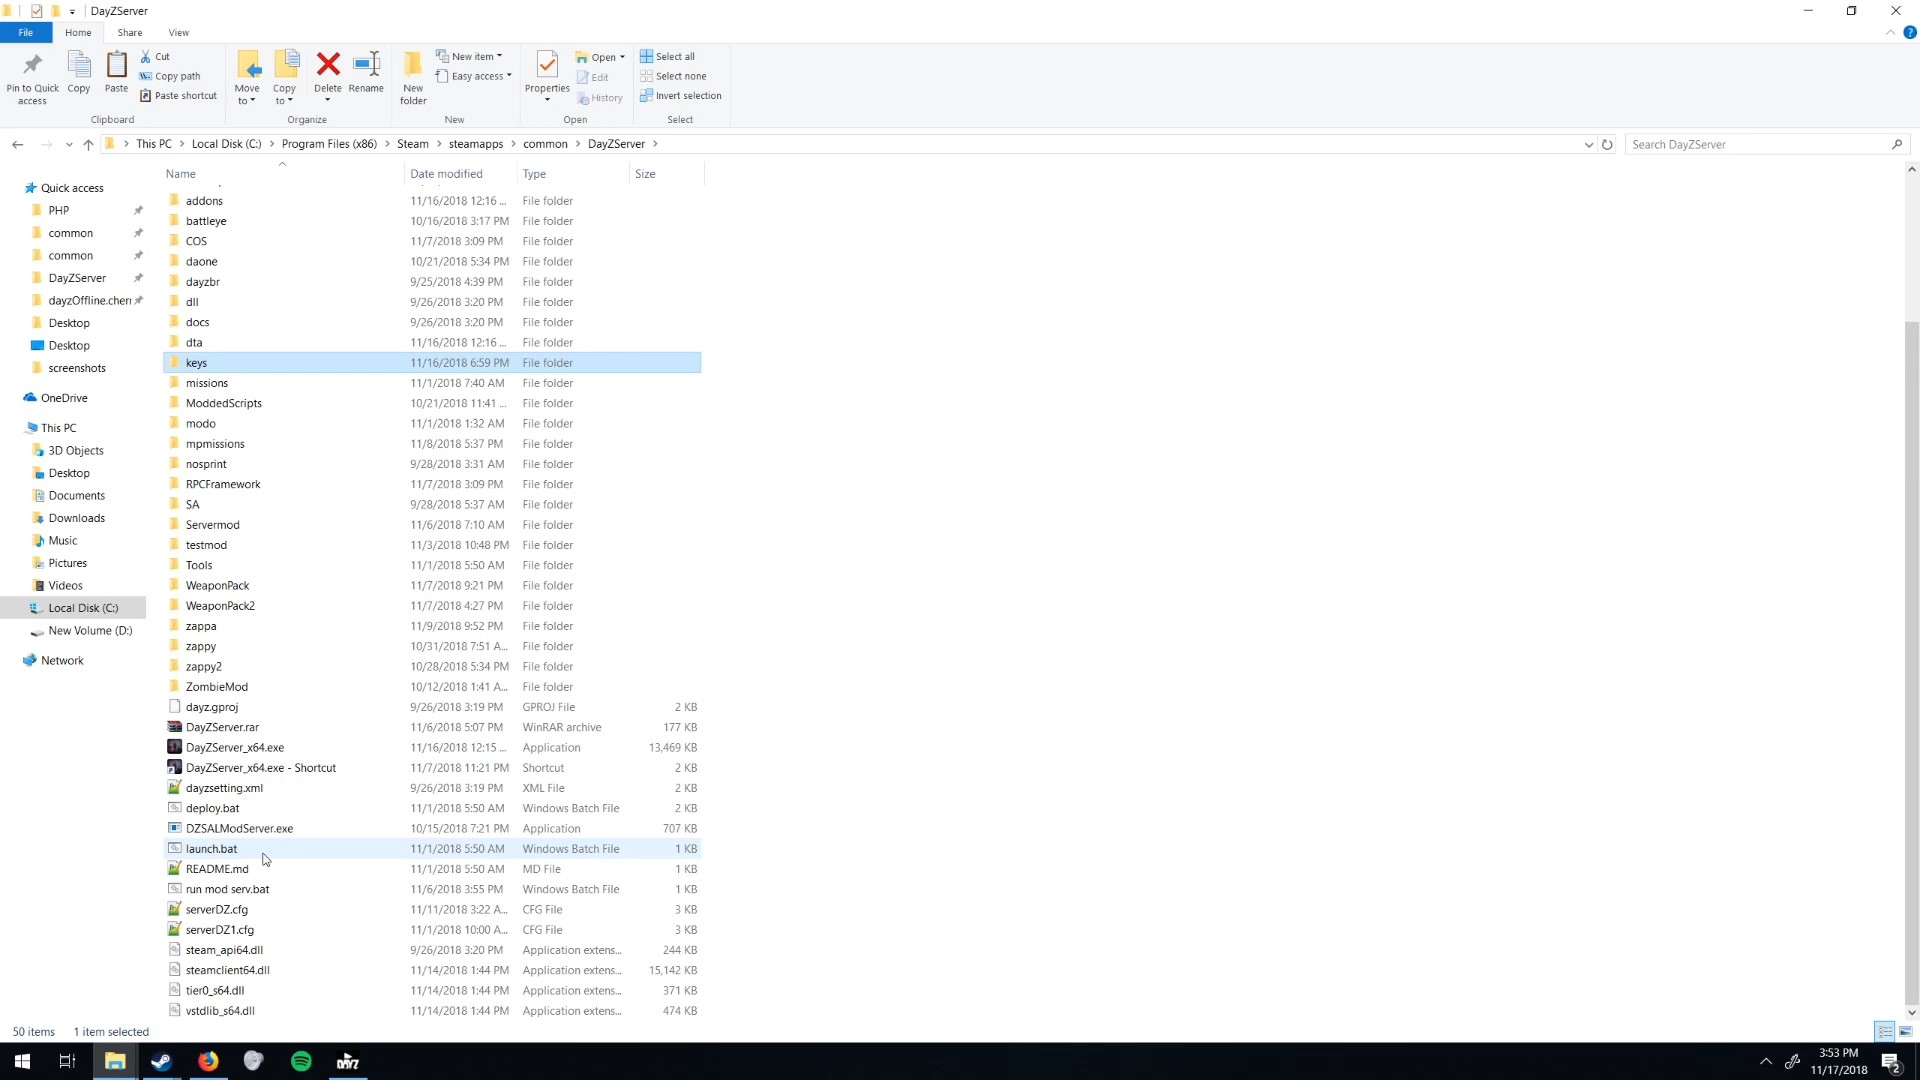 DayZServer
File Home Share View
Pin to Quick access
Copy
Paste
Cut
Copy path
Paste shortcut
Clipboard
Move to
Copy to
Delete
Rename
Organize
New folder
New item
Easy access
New
Properties
Open
Edit
History
Open
Select all
Select none
Invert selection
Select
This PC > Local Disk (C:) > Program Files (x86) > Steam > steamapps > common > DayZServer >
Search DayZServer
Quick access
PHP
common
common
DayZServer
dayzOffline.chern
Desktop
Desktop
screenshots
OneDrive
This PC
3D Objects
Desktop
Documents
Downloads
Music
Pictures
Videos
Local Disk (C:)
New Volume (D:)
Network
Name Date modified Type Size
addons 11/16/2018 12:16 ... File folder
battleye 10/16/2018 3:17 PM File folder
COS 11/7/2018 3:09 PM File folder
daone 10/21/2018 5:34 PM File folder
dayzbr 9/25/2018 4:39 PM File folder
dll 9/26/2018 3:20 PM File folder
docs 9/26/2018 3:20 PM File folder
dta 11/16/2018 12:16 ... File folder
keys 11/16/2018 6:59 PM File folder
missions 11/1/2018 7:40 AM File folder
ModdedScripts 10/21/2018 11:41 ... File folder
modo 11/1/2018 1:32 AM File folder
mpmissions 11/8/2018 5:37 PM File folder
nosprint 9/28/2018 3:31 AM File folder
RPCFramework 11/7/2018 3:09 PM File folder
SA 9/28/2018 5:37 AM File folder
Servermod 11/6/2018 7:10 AM File folder
testmod 11/3/2018 10:48 PM File folder
Tools 11/1/2018 5:50 AM File folder
WeaponPack 11/7/2018 9:21 PM File folder
WeaponPack2 11/7/2018 4:27 PM File folder
zappa 11/9/2018 9:52 PM File folder
zappy 10/31/2018 7:51 A... File folder
zappy2 10/28/2018 5:34 PM File folder
ZombieMod 10/12/2018 1:41 A... File folder
dayz.gproj 9/26/2018 3:19 PM GPROJ File 2 KB
DayZServer.rar 11/6/2018 5:07 PM WinRAR archive 177 KB
DayZServer_x64.exe 11/16/2018 12:15 ... Application 13,469 KB
DayZServer_x64.exe - Shortcut 11/7/2018 11:21 PM Shortcut 2 KB
dayzsetting.xml 9/26/2018 3:19 PM XML File 2 KB
deploy.bat 11/1/2018 5:50 AM Windows Batch File 2 KB
DZSALModServer.exe 10/15/2018 7:21 PM Application 707 KB
launch.bat 11/1/2018 5:50 AM Windows Batch File 1 KB
README.md 11/1/2018 5:50 AM MD File 1 KB
run mod serv.bat 11/6/2018 3:55 PM Windows Batch File 1 KB
serverDZ.cfg 11/11/2018 3:22 A... CFG File 3 KB
serverDZ1.cfg 11/1/2018 10:00 A... CFG File 3 KB
steam_api64.dll 9/26/2018 3:20 PM Application extens... 244 KB
steamclient64.dll 11/14/2018 1:44 PM Application extens... 15,142 KB
tier0_s64.dll 11/14/2018 1:44 PM Application extens... 371 KB
vstdlib_s64.dll 11/14/2018 1:44 PM Application extens... 474 KB
50 items 1 item selected
DAYZ
3:53 PM
11/17/2018
2